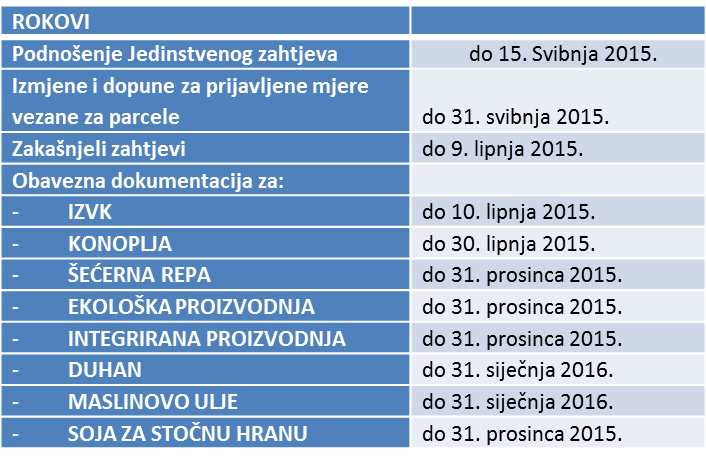 ROKOVI
Podnošenje Jedinstvenog zahtjeva do 15. Svibnja 2015.
Izmjene i dopune za prijavljene mjere
vezane za parcele do 31. svibnja 2015.
Zakašnjeli zahtjevi do 9. lipnja 2015.
Obavezna dokumentacija za:
- IZVK do 10. lipnja 2015.
- KONOPLJA do 30. lipnja 2015.
- ŠEĆERNA REPA do 31. prosinca 2015.
- EKOLOŠKA PROIZVODNJA do 31. prosinca 2015.
- INTEGRIRANA PROIZVODNJA do 31. prosinca 2015.
- DUHAN do 31. siječnja 2016.
- MASLINOVO ULJE do 31. siječnja 2016.
- SOJA ZA STOČNU HRANU do 31. prosinca 2015.